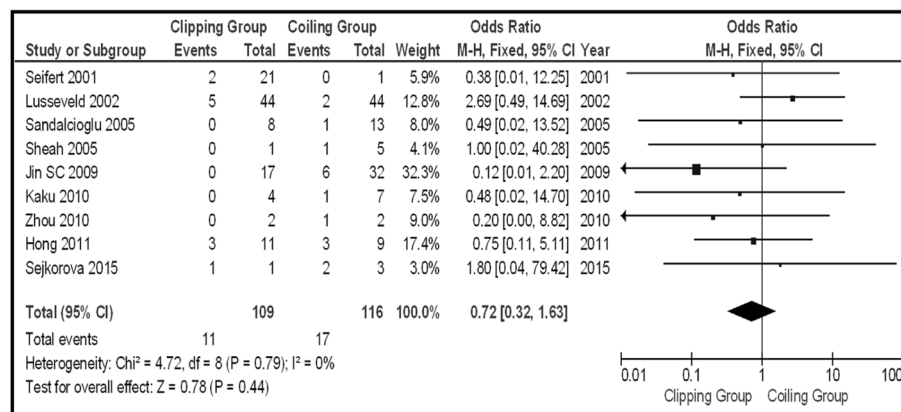 Clipping Group Coiling Group Odds Ratio Odds Ratio
Study or Subgroup Events Total Events Total Weight M-H, Fixed, 95% CI Year M-H, Fixed, 95% CI
Seifert 2001 2 21 0 1 5.9% 0.38 [0.01, 12.25] 2001
Lusseveld 2002 5 44 2 44 12.8% 2.69 [0.49, 14.69] 2002
Sandalcioglu 2005 0 8 1 13 5.4% 0.49 [0.02, 13.52] 2005
Sheah 2005 0 1 1 5 4.1% 1.00 [0.02, 40.28] 2005
Jin SC 2009 0 17 6 32 32.3% 0.12 [0.01, 2.20] 2009
Kaku 2010 0 4 1 7 7.5% 0.48 [0.02, 14.70] 2010
Zhou 2010 0 2 1 2 9.0% 0.20 [0.00, 8.82] 2010
Hong 2011 3 11 3 9 17.4% 0.75 [0.11, 5.11] 2011
Sejkorova 2015 1 1 2 3 3.0% 1.80 [0.04, 79.42] 2015
Total (95% CI) 109 116 100.0% 0.72 [0.32, 1.63]
Total events 11 17
Heterogeneity: Chi² = 4.72, df = 8 (P = 0.79); I² = 0%
Test for overall effect: Z = 0.78 (P = 0.44)
0.01 0.1 1 10 100
Clipping Group Coiling Group